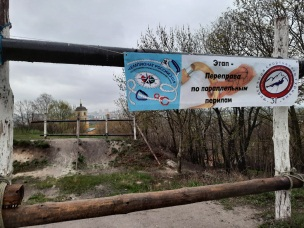 Этап -
Переправа
по параллельным
перилам